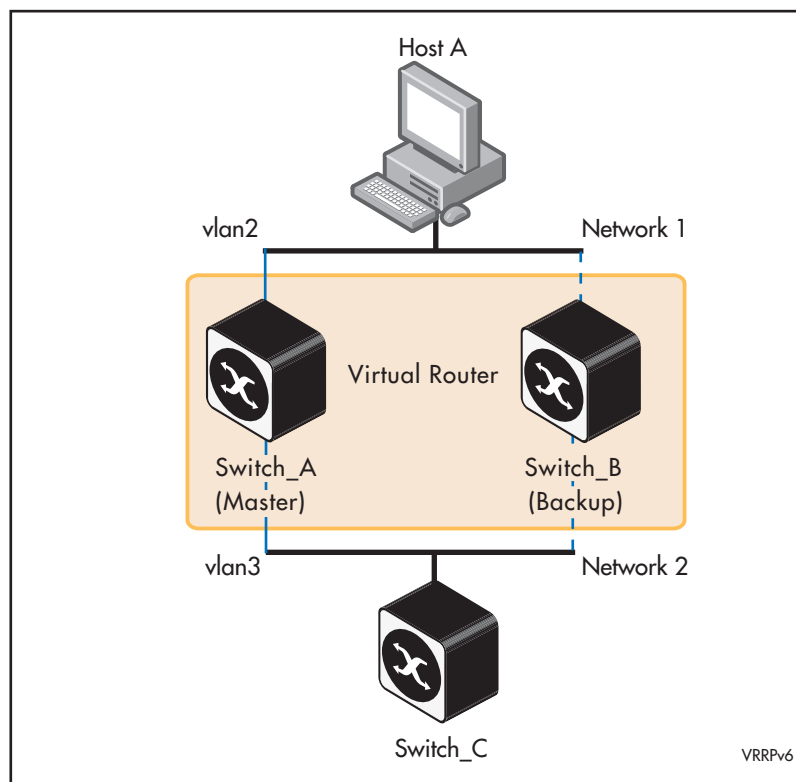 Host A
vlan2
Network 1
Virtual Router
Switch_A
(Master)
Switch_B
(Backup)
vlan3
Network 2
Switch_C
VRRPv6